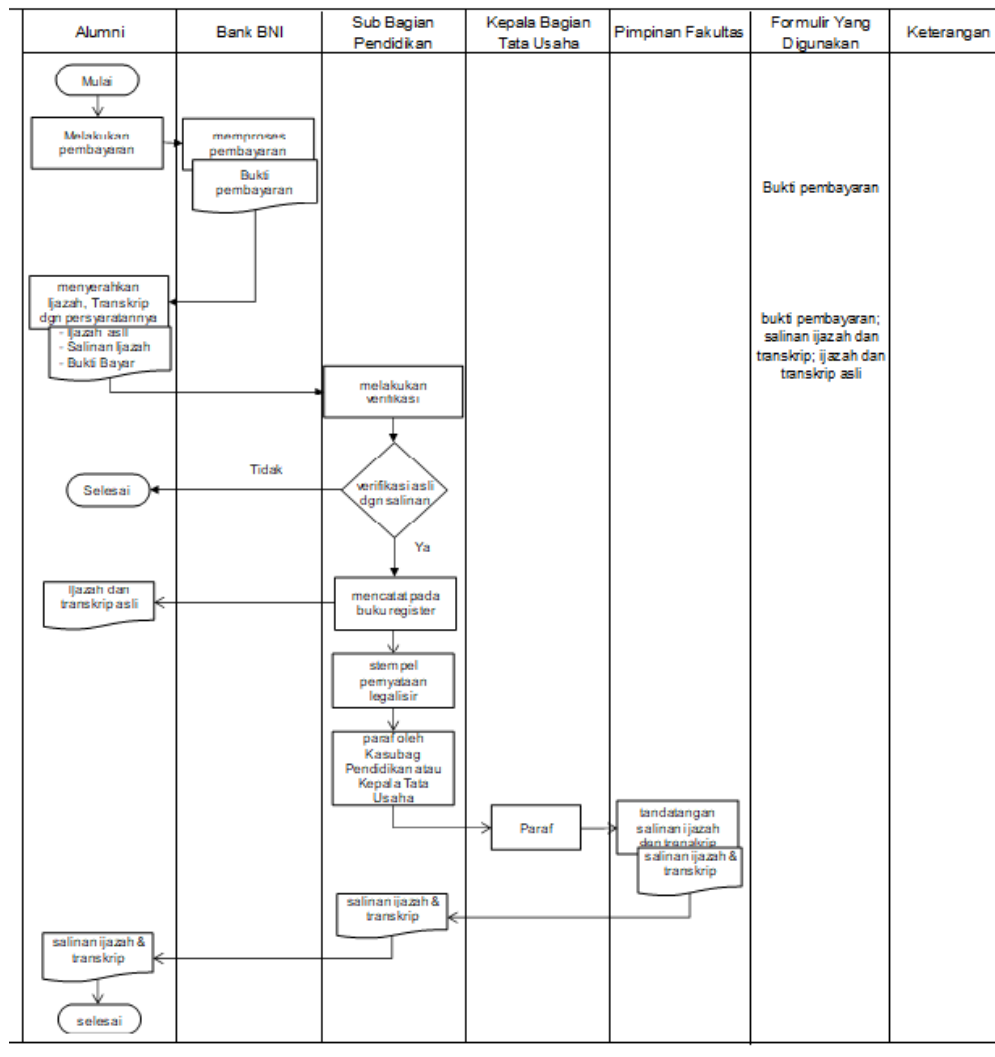 Alumni
Bank BNI
Sub Bagian
Pendidikan
Kepala Bagian
Tata Usaha
Pimpinan Fakultas
Formulir Yang
Digunakan
Keterangan
Mulai
Melakukan
pembayaran
memproses
pembayaran
Bukti
pembayaran
Bukti pembayaran
menyerahkan
Ijazah, Transkrip
dgn persyaratannya
- Ijazah asli
- Salinan Ijazah
- Bukti Bayar
bukti pembayaran;
salinan ijazah dan
transkrip; ijazah dan
transkrip asli
melakukan
verifikasi
Tidak
Selesai
verifikasi asli
dgn salinan
Ya
Ijazah dan
transkrip asli
mencatat pada
buku register
stempel
pernyataan
legalisir
paraf oleh
Kasubag
Pendidikan atau
Kepala Tata
Usaha
Paraf
tandatangan
salinan ijazah
dan transkrip
salinan ijazah &
transkrip
salinan ijazah &
transkrip
salinan ijazah &
transkrip
selesai